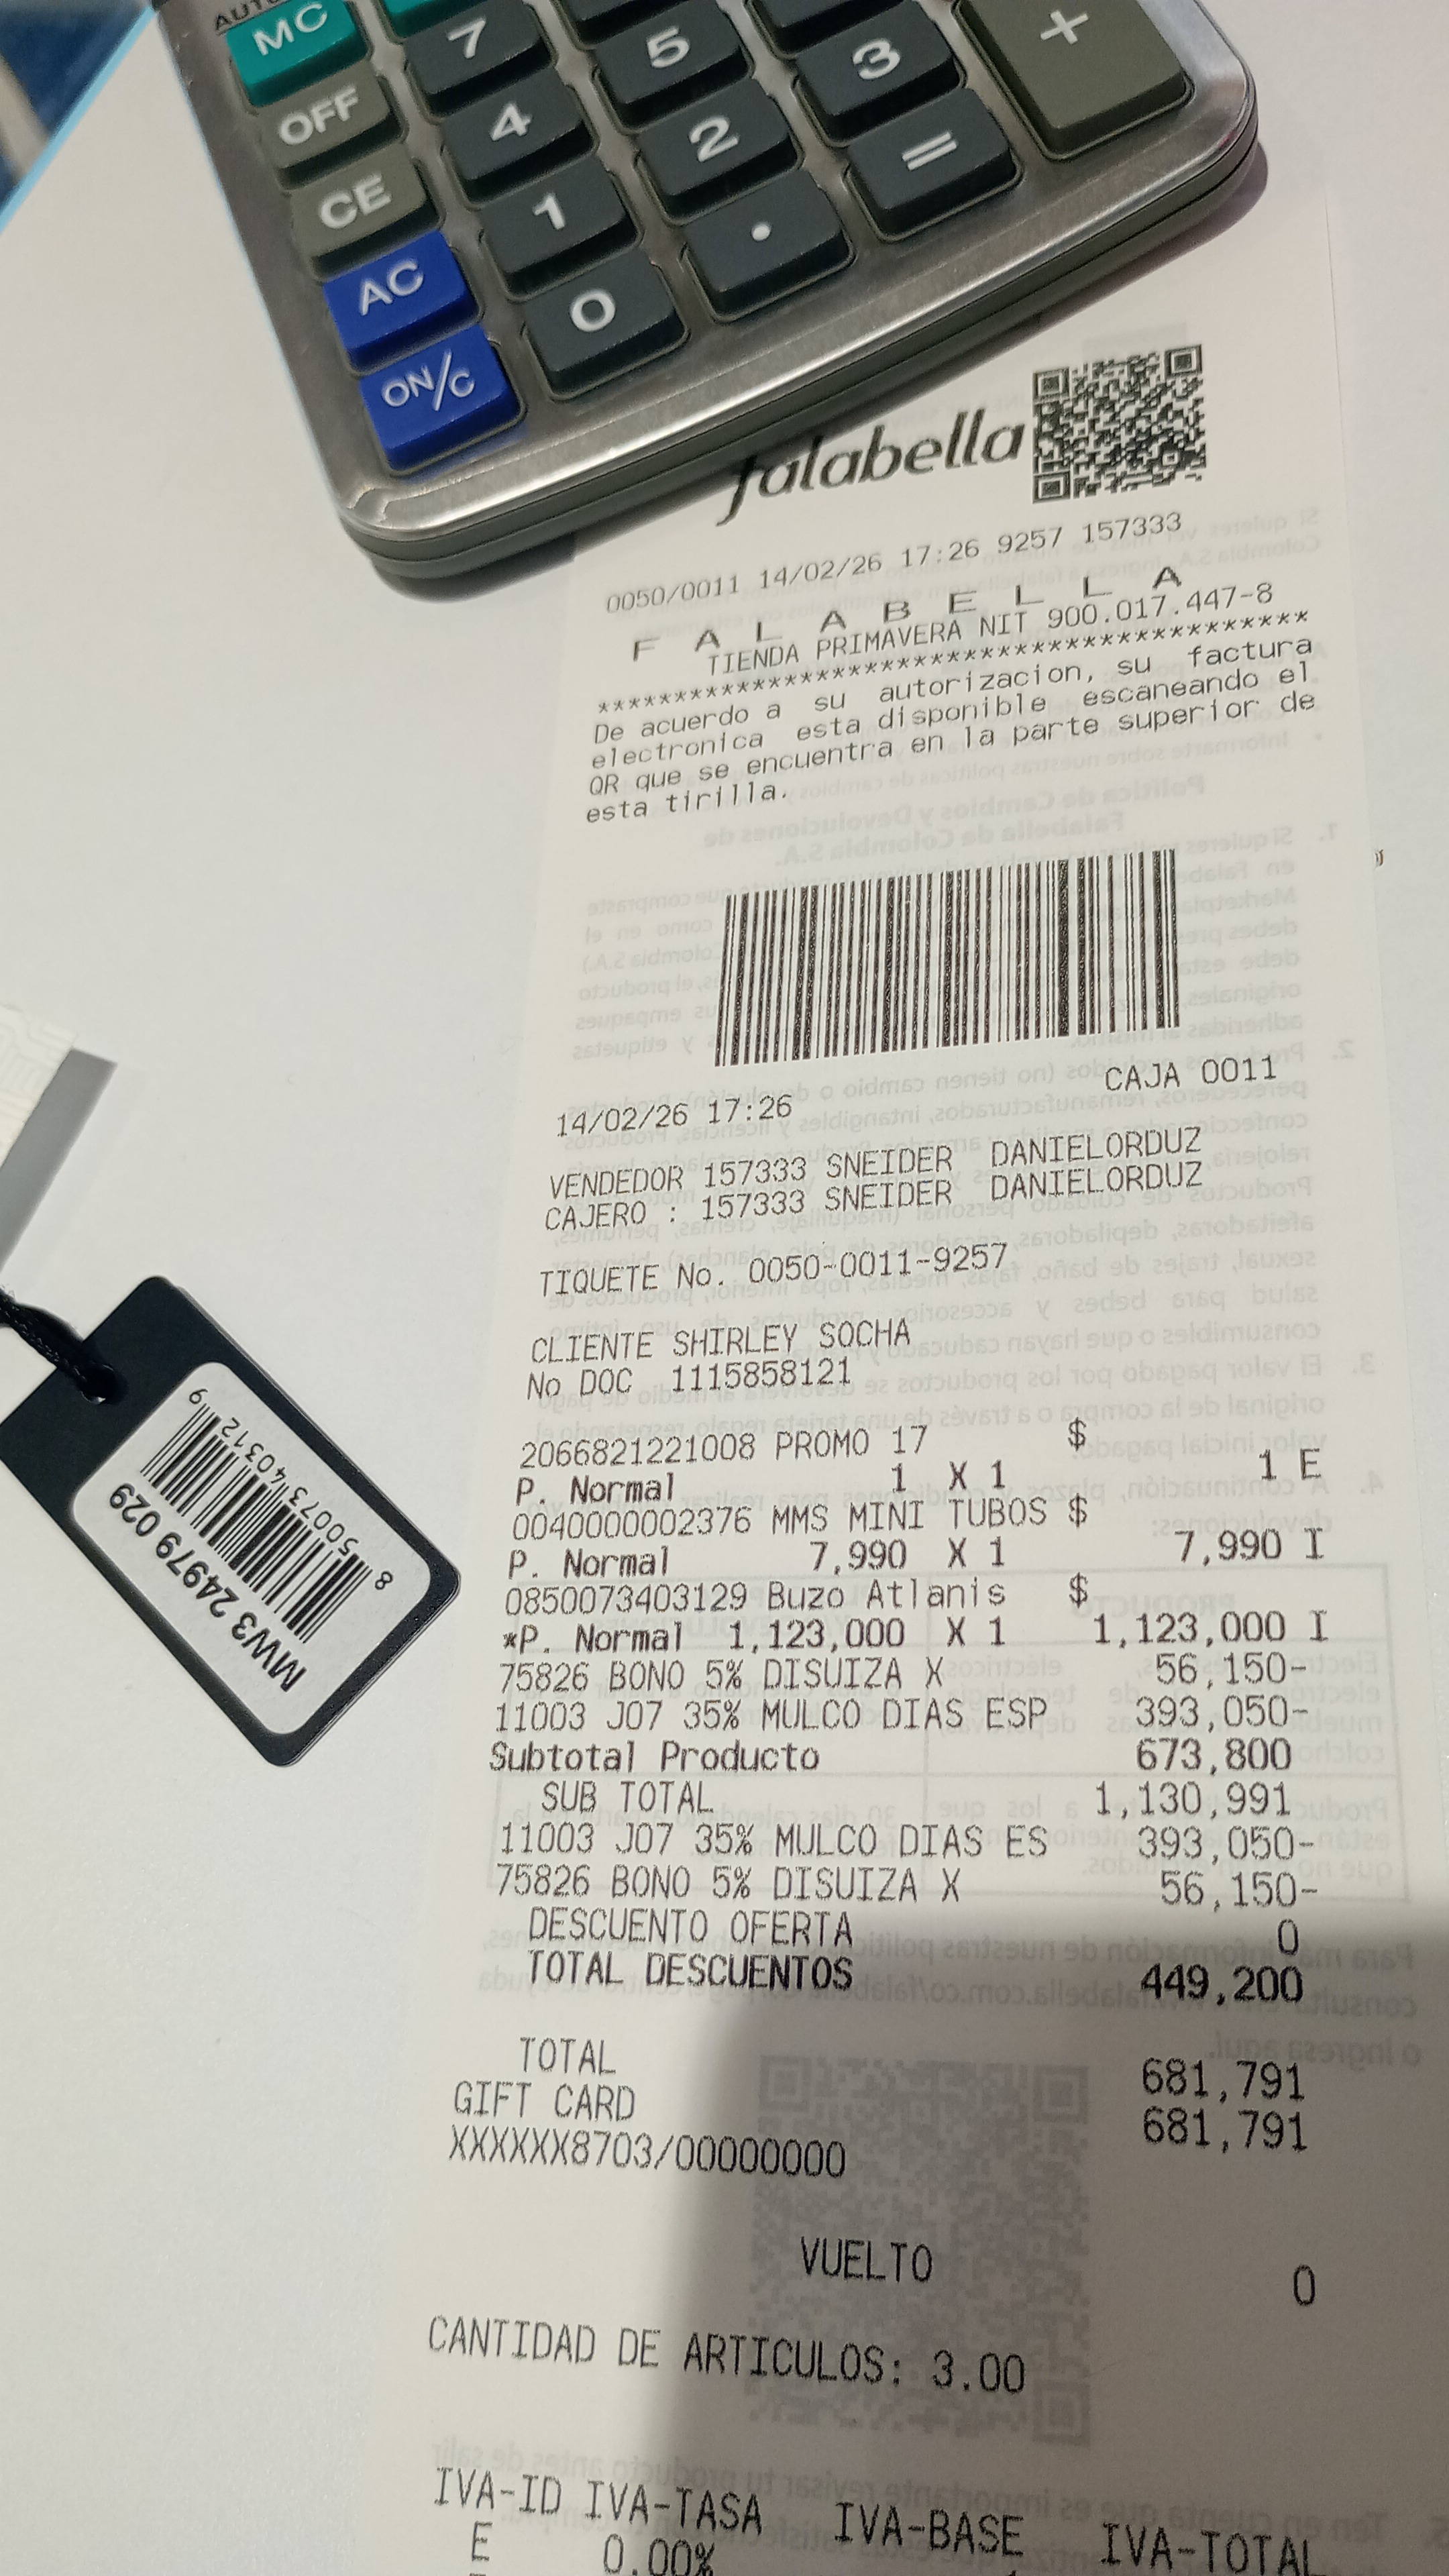 MC
7
5
3
+
OFF
4
2
=
CE
1
.
AC
0
ON/C
falabella
0050/0011 14/02/26 17:26 9257 157333
F A L A B E L L A
TIENDA PRIMAVERA NIT 900.017.447-8
**********************************************
De acuerdo a su autorizacion, su factura
electronica esta disponible escaneando el
QR que se encuentra en la parte superior de
esta tirilla.
CAJA 0011
14/02/26 17:26
VENDEDOR 157333 SNEIDER DANIELORDUZ
CAJERO : 157333 SNEIDER DANIELORDUZ
TIQUETE No. 0050-0011-9257
CLIENTE SHIRLEY SOCHA
No DOC 1115858121
2066821221008 PROMO 17 $
P. Normal 1 X 1 1 E
0040000002376 MMS MINI TUBOS $
P. Normal 7,990 X 1 7,990 I
0850073403129 Buzo Atlanis $
*P. Normal 1,123,000 X 1 1,123,000 I
75826 BONO 5% DISUIZA X 56,150-
11003 J07 35% MULCO DIAS ESP 393,050-
Subtotal Producto 673,800
SUB TOTAL 1,130,991
11003 J07 35% MULCO DIAS ES 393,050-
75826 BONO 5% DISUIZA X 56,150-
DESCUENTO OFERTA 0
TOTAL DESCUENTOS 449,200
TOTAL 681,791
GIFT CARD 681,791
XXXXXX8703/00000000
VUELTO 0
CANTIDAD DE ARTICULOS: 3.00
IVA-ID IVA-TASA IVA-BASE IVA-TOTAL
E 0.00%
MW3 24979 029
8 50073 40312 9